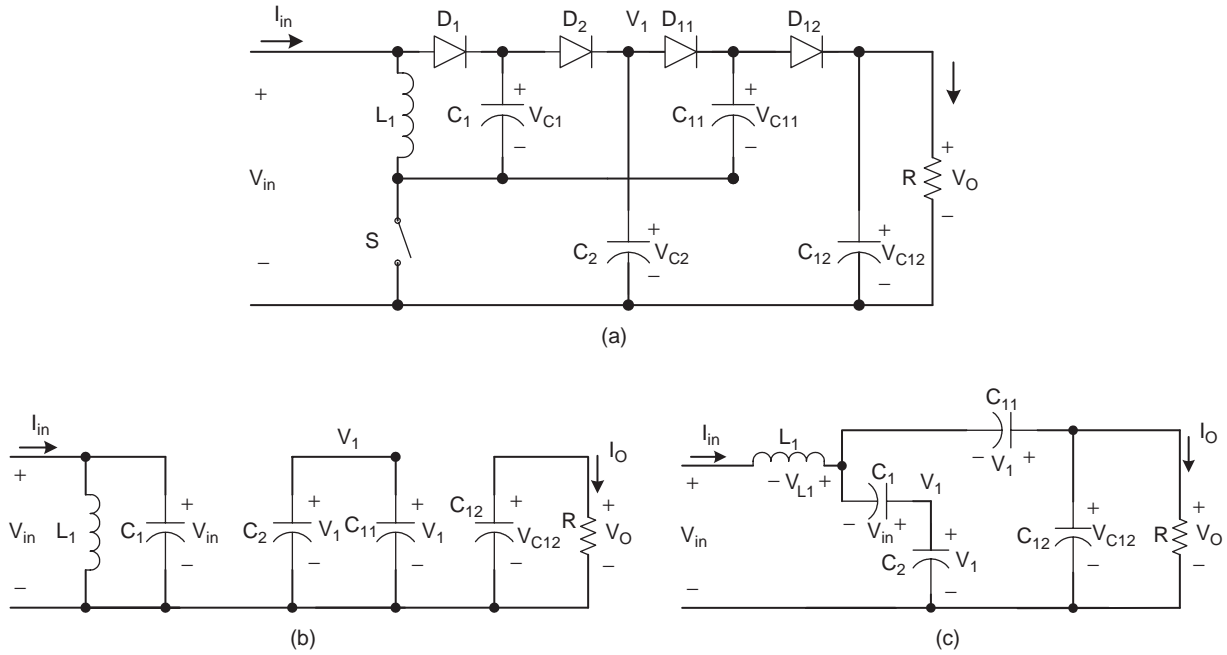 I_in
D_1
D_2
V_1
D_11
D_12
+
L_1
C_1
+
V_C1
−
C_11
+
V_C11
−
V_in
R
+
V_O
−
S
−
C_2
+
V_C2
−
C_12
+
V_C12
−
(a)
I_in
+
V_in
−
L_1
C_1
+
V_in
−
V_1
C_2
+
V_1
−
C_11
+
V_1
−
C_12
+
V_C12
−
I_O
R
+
V_O
−
(b)
I_in
+
V_in
−
L_1
− V_L1 +
C_11
− V_1 +
C_1
− V_in +
V_1
C_2
+
V_1
−
C_12
+
V_C12
−
I_O
R
+
V_O
−
(c)